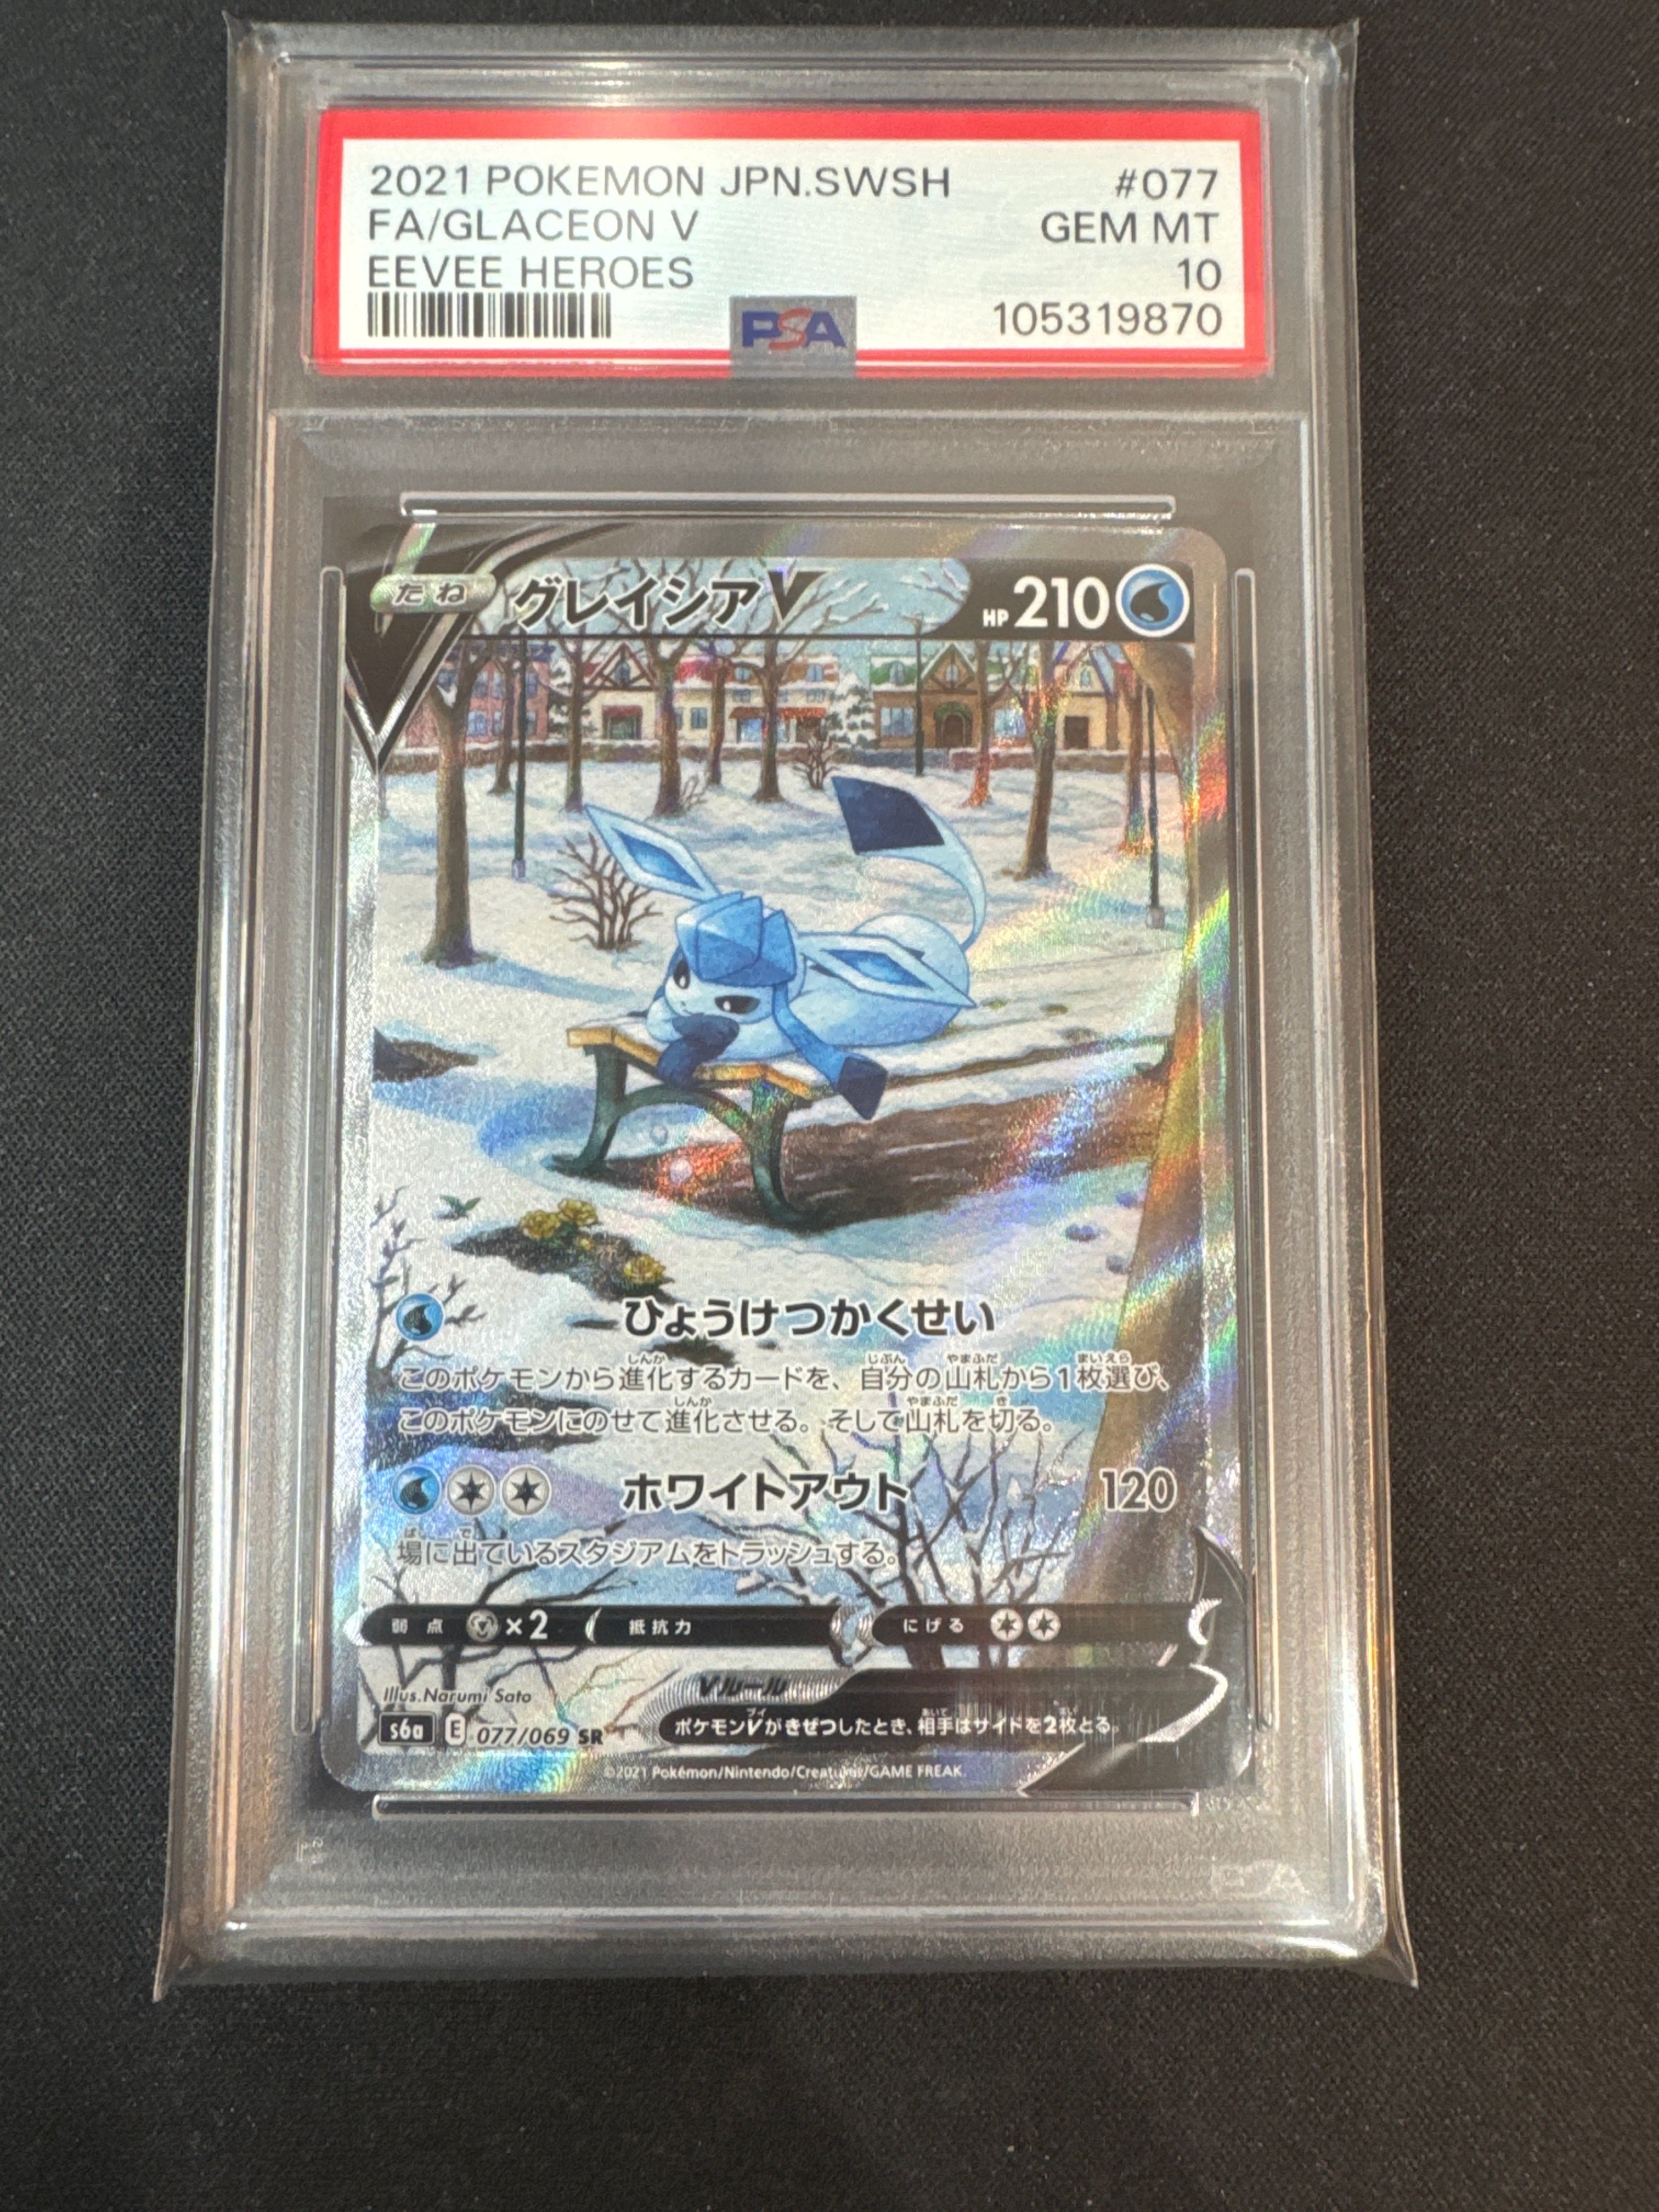 2021 POKEMON JPN.SWSH #077
FA/GLACEON V GEM MT
EEVEE HEROES 10
PSA 105319870
たね グレイシアV HP210
ひょうけつかくせい
このポケモンから進化するカードを、自分の山札から1枚選び、
このポケモンにのせて進化させる。そして山札を切る。
ホワイトアウト 120
場に出ているスタジアムをトラッシュする。
弱点 ×2 抵抗力 にげる
Illus.Narumi Sato Vルール
s6a E 077/069 SR ポケモンVがきぜつしたとき、相手はサイドを2枚とる。
©2021 Pokémon/Nintendo/Creatures/GAME FREAK